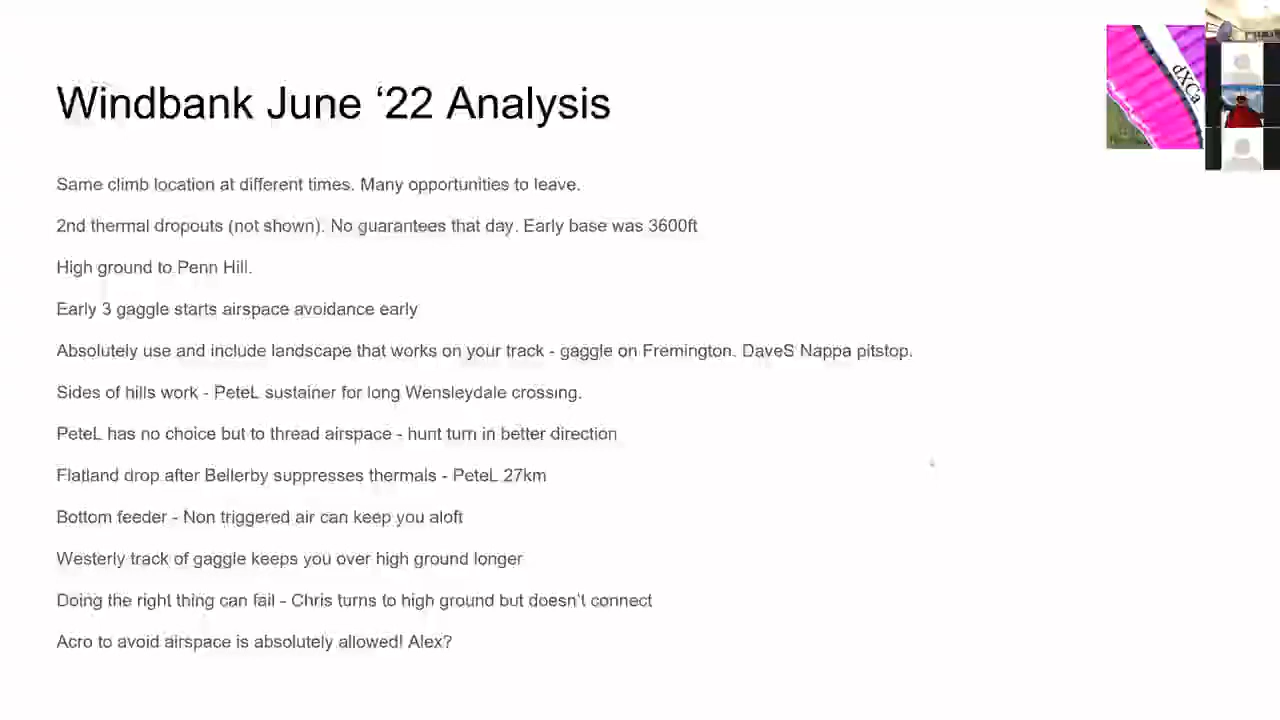 Windbank June ‘22 Analysis
dXCa
Same climb location at different times. Many opportunities to leave.
2nd thermal dropouts (not shown). No guarantees that day. Early base was 3600ft
High ground to Penn Hill.
Early 3 gaggle starts airspace avoidance early
Absolutely use and include landscape that works on your track - gaggle on Fremington. DaveS Nappa pitstop.
Sides of hills work - PeteL sustainer for long Wensleydale crossing.
PeteL has no choice but to thread airspace - hunt turn in better direction
Flatland drop after Bellerby suppresses thermals - PeteL 27km
Bottom feeder - Non triggered air can keep you aloft
Westerly track of gaggle keeps you over high ground longer
Doing the right thing can fail - Chris turns to high ground but doesn’t connect
Acro to avoid airspace is absolutely allowed! Alex?